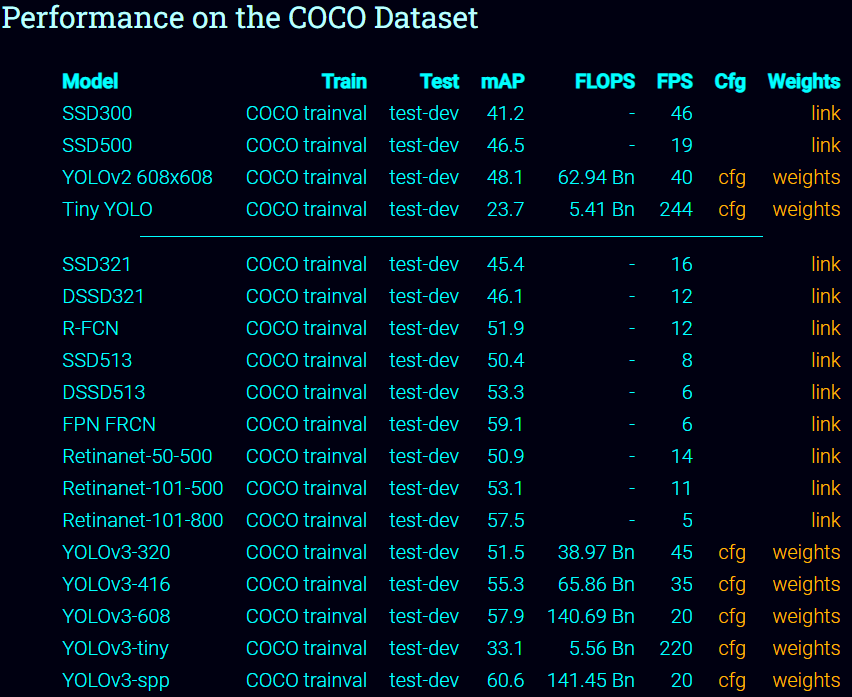 Performance on the COCO Dataset
Model Train Test mAP FLOPS FPS Cfg Weights
SSD300 COCO trainval test-dev 41.2 - 46 link
SSD500 COCO trainval test-dev 46.5 - 19 link
YOLOv2 608x608 COCO trainval test-dev 48.1 62.94 Bn 40 cfg weights
Tiny YOLO COCO trainval test-dev 23.7 5.41 Bn 244 cfg weights
SSD321 COCO trainval test-dev 45.4 - 16 link
DSSD321 COCO trainval test-dev 46.1 - 12 link
R-FCN COCO trainval test-dev 51.9 - 12 link
SSD513 COCO trainval test-dev 50.4 - 8 link
DSSD513 COCO trainval test-dev 53.3 - 6 link
FPN FRCN COCO trainval test-dev 59.1 - 6 link
Retinanet-50-500 COCO trainval test-dev 50.9 - 14 link
Retinanet-101-500 COCO trainval test-dev 53.1 - 11 link
Retinanet-101-800 COCO trainval test-dev 57.5 - 5 link
YOLOv3-320 COCO trainval test-dev 51.5 38.97 Bn 45 cfg weights
YOLOv3-416 COCO trainval test-dev 55.3 65.86 Bn 35 cfg weights
YOLOv3-608 COCO trainval test-dev 57.9 140.69 Bn 20 cfg weights
YOLOv3-tiny COCO trainval test-dev 33.1 5.56 Bn 220 cfg weights
YOLOv3-spp COCO trainval test-dev 60.6 141.45 Bn 20 cfg weights